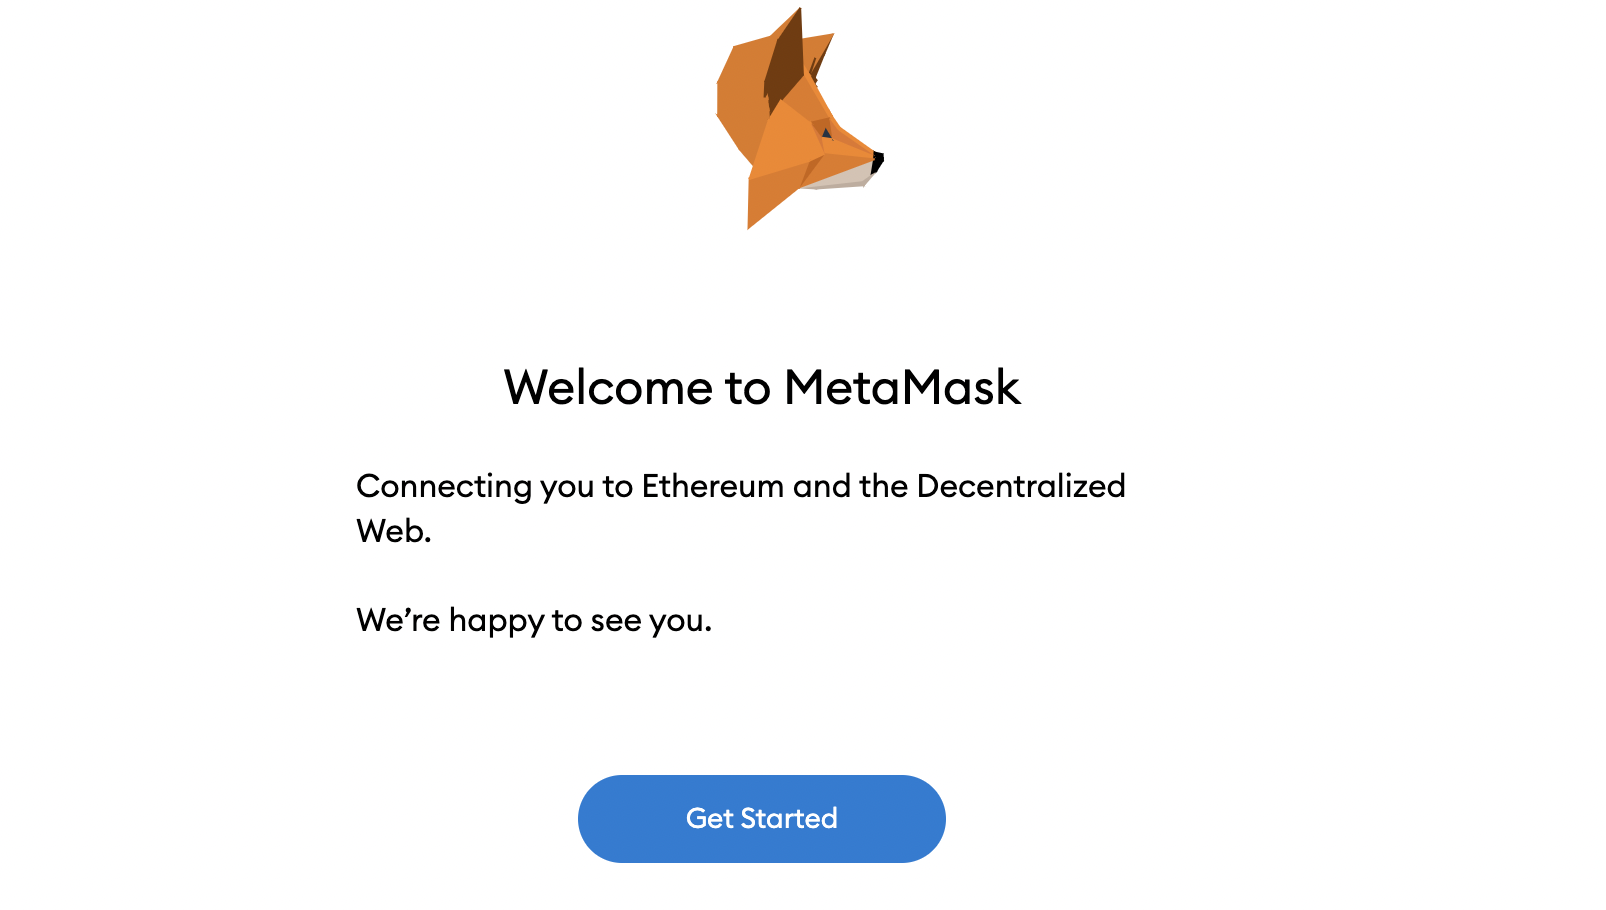 Welcome to MetaMask
Connecting you to Ethereum and the Decentralized
Web.
We’re happy to see you.
Get Started